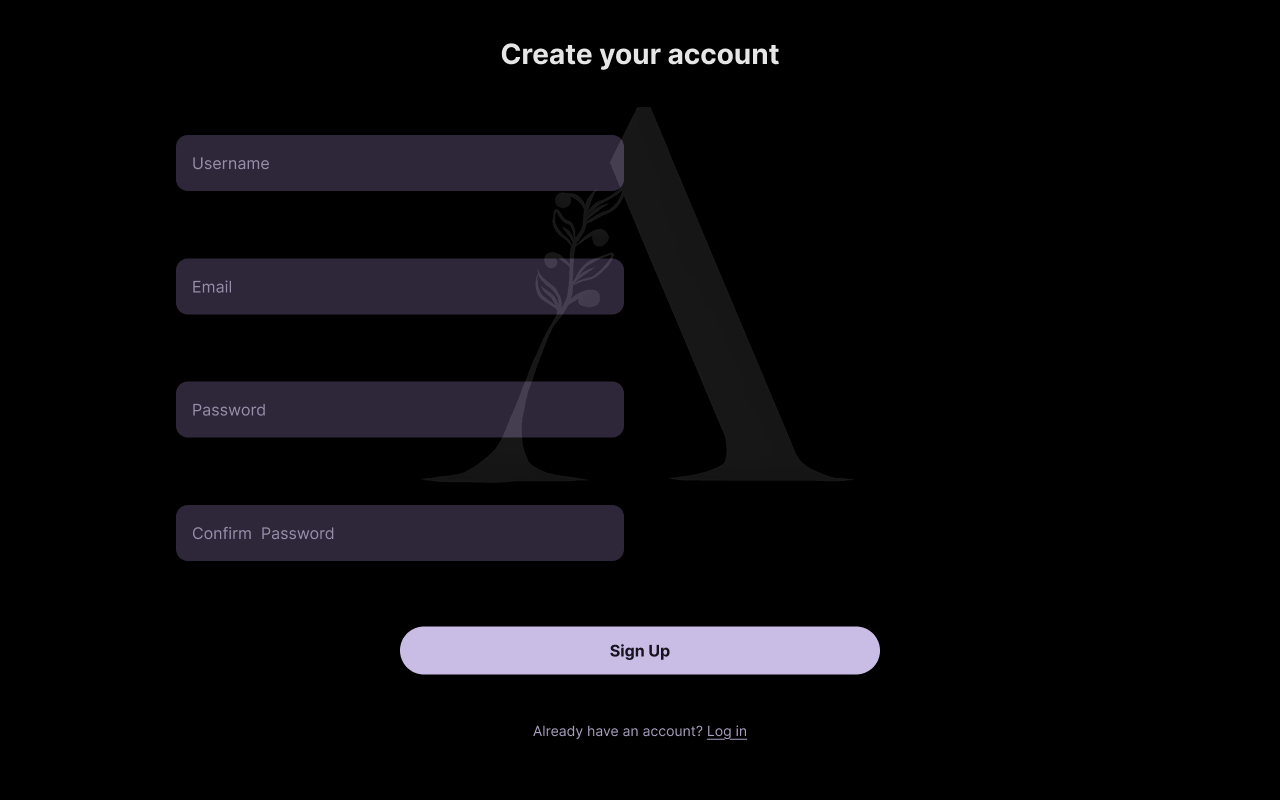 Create your account
Username
Email
Password
Confirm  Password
Sign Up
Already have an account? Log in